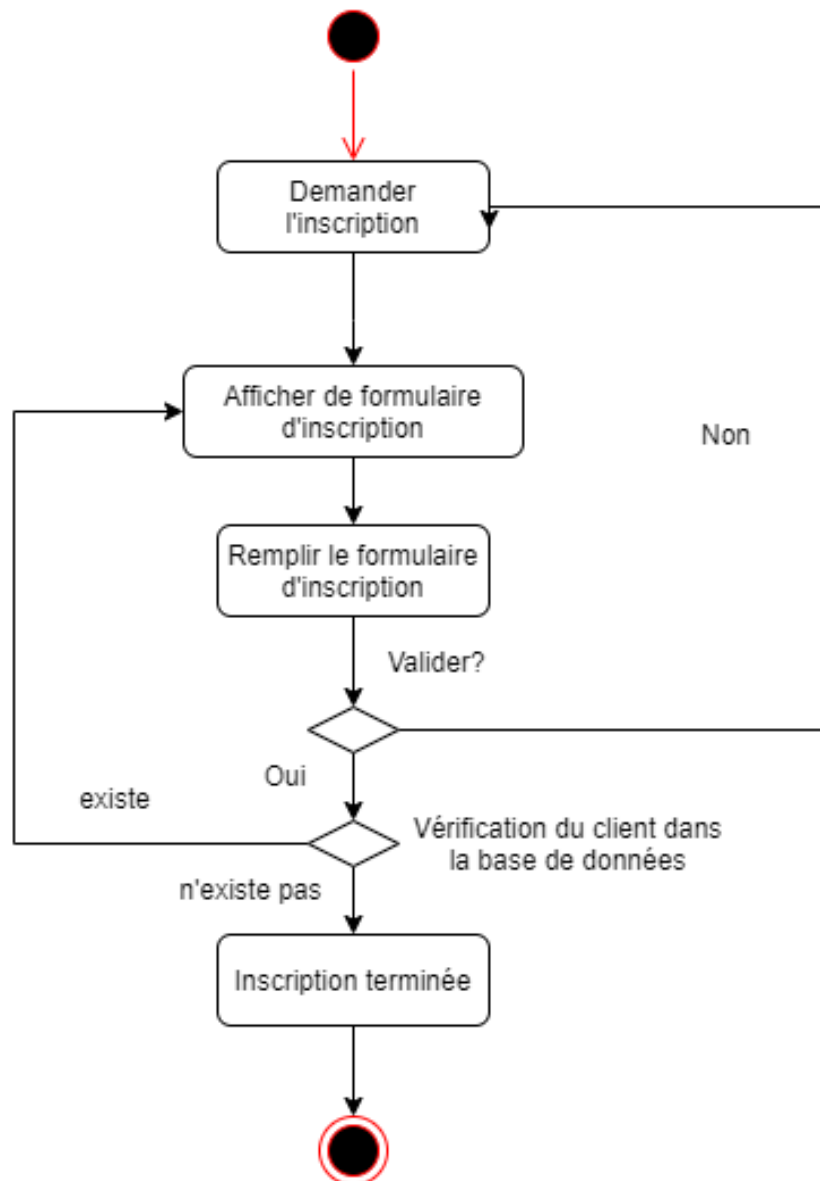 Demander
l'inscription
Afficher de formulaire
d'inscription
Non
Remplir le formulaire
d'inscription
Valider?
Oui
existe
Vérification du client dans
la base de données
n'existe pas
Inscription terminée